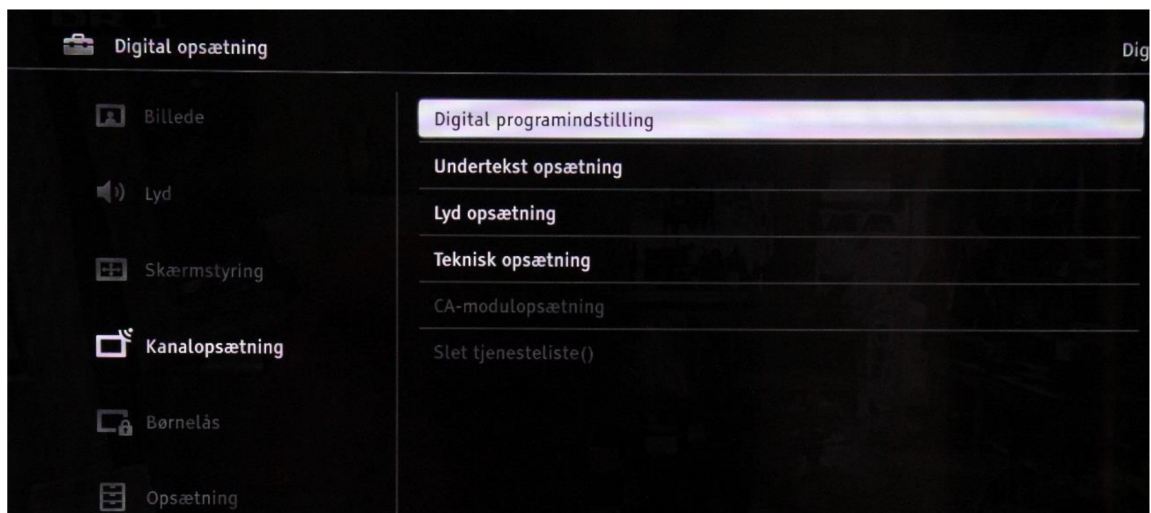 Digital opsætning
Dig
Billede
Lyd
Skærmstyring
Kanalopsætning
Børnelås
Opsætning
Digital programindstilling
Undertekst opsætning
Lyd opsætning
Teknisk opsætning
CA-modulopsætning
Slet tjenesteliste()